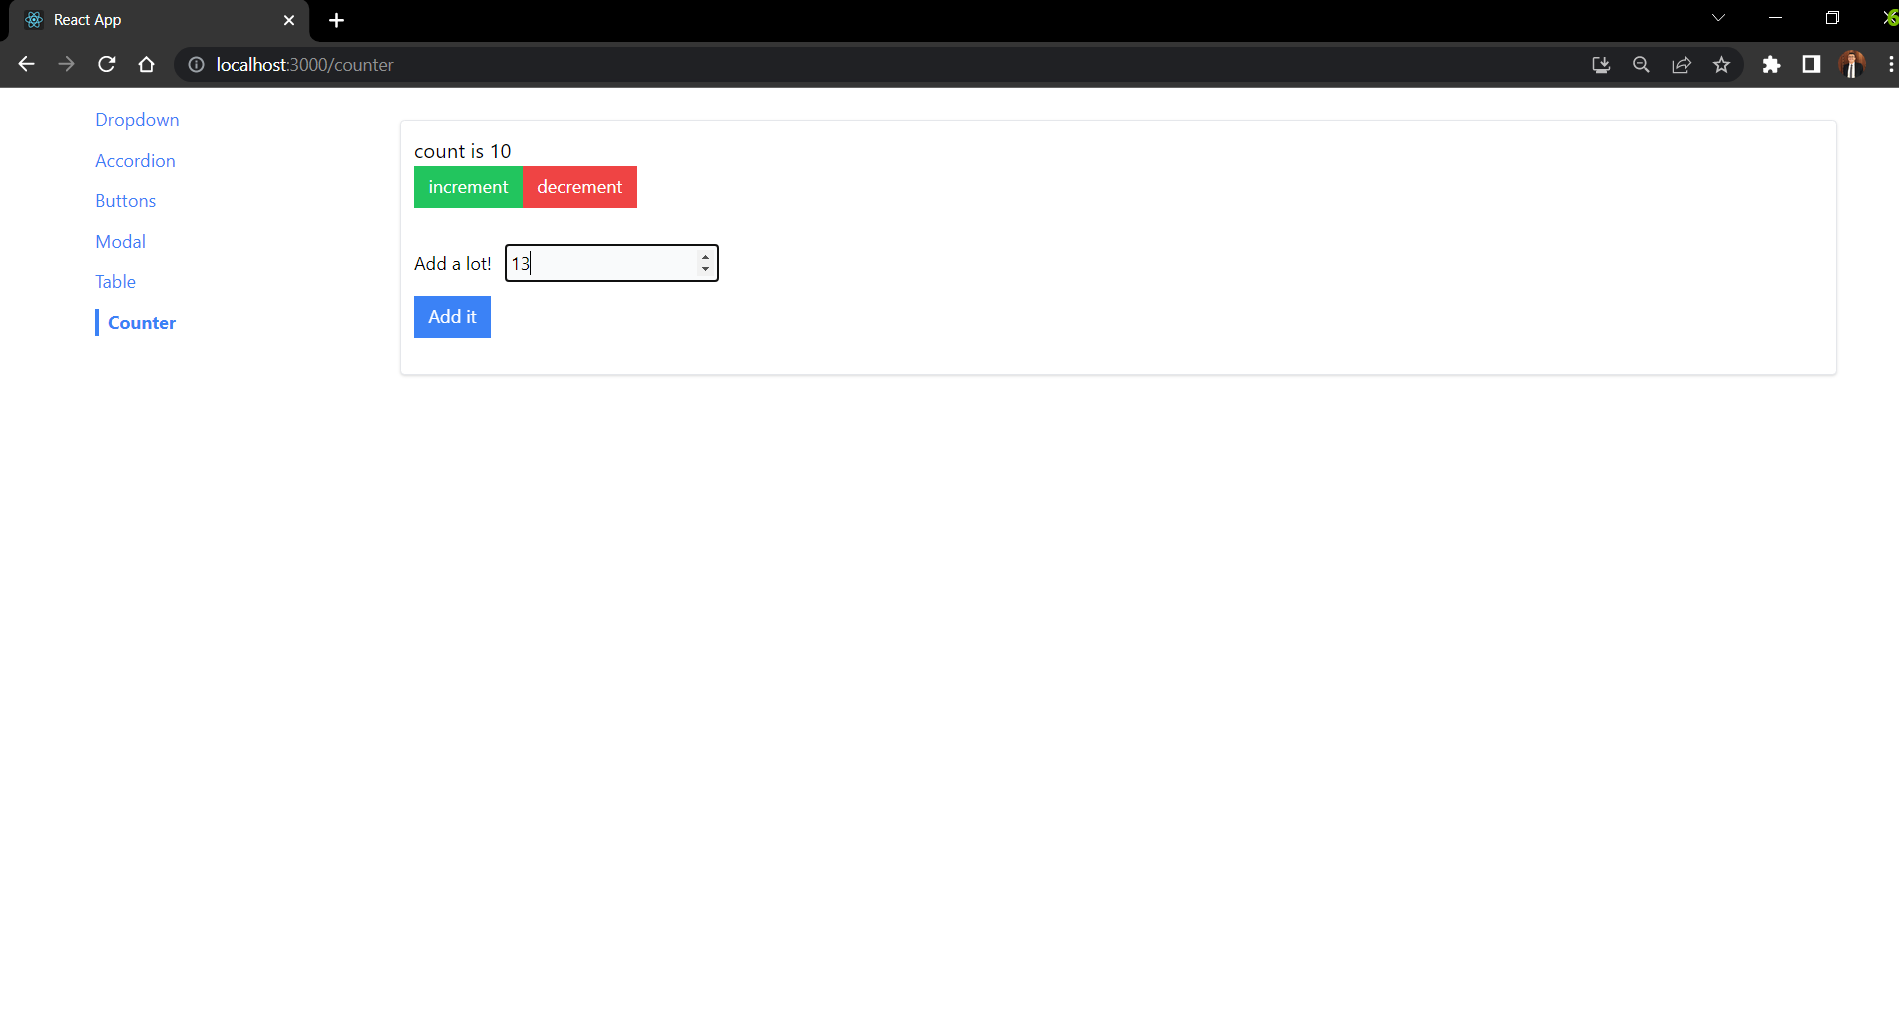 React App
localhost:3000/counter
Dropdown
Accordion
Buttons
Modal
Table
Counter
count is 10
increment decrement
Add a lot! 13
Add it